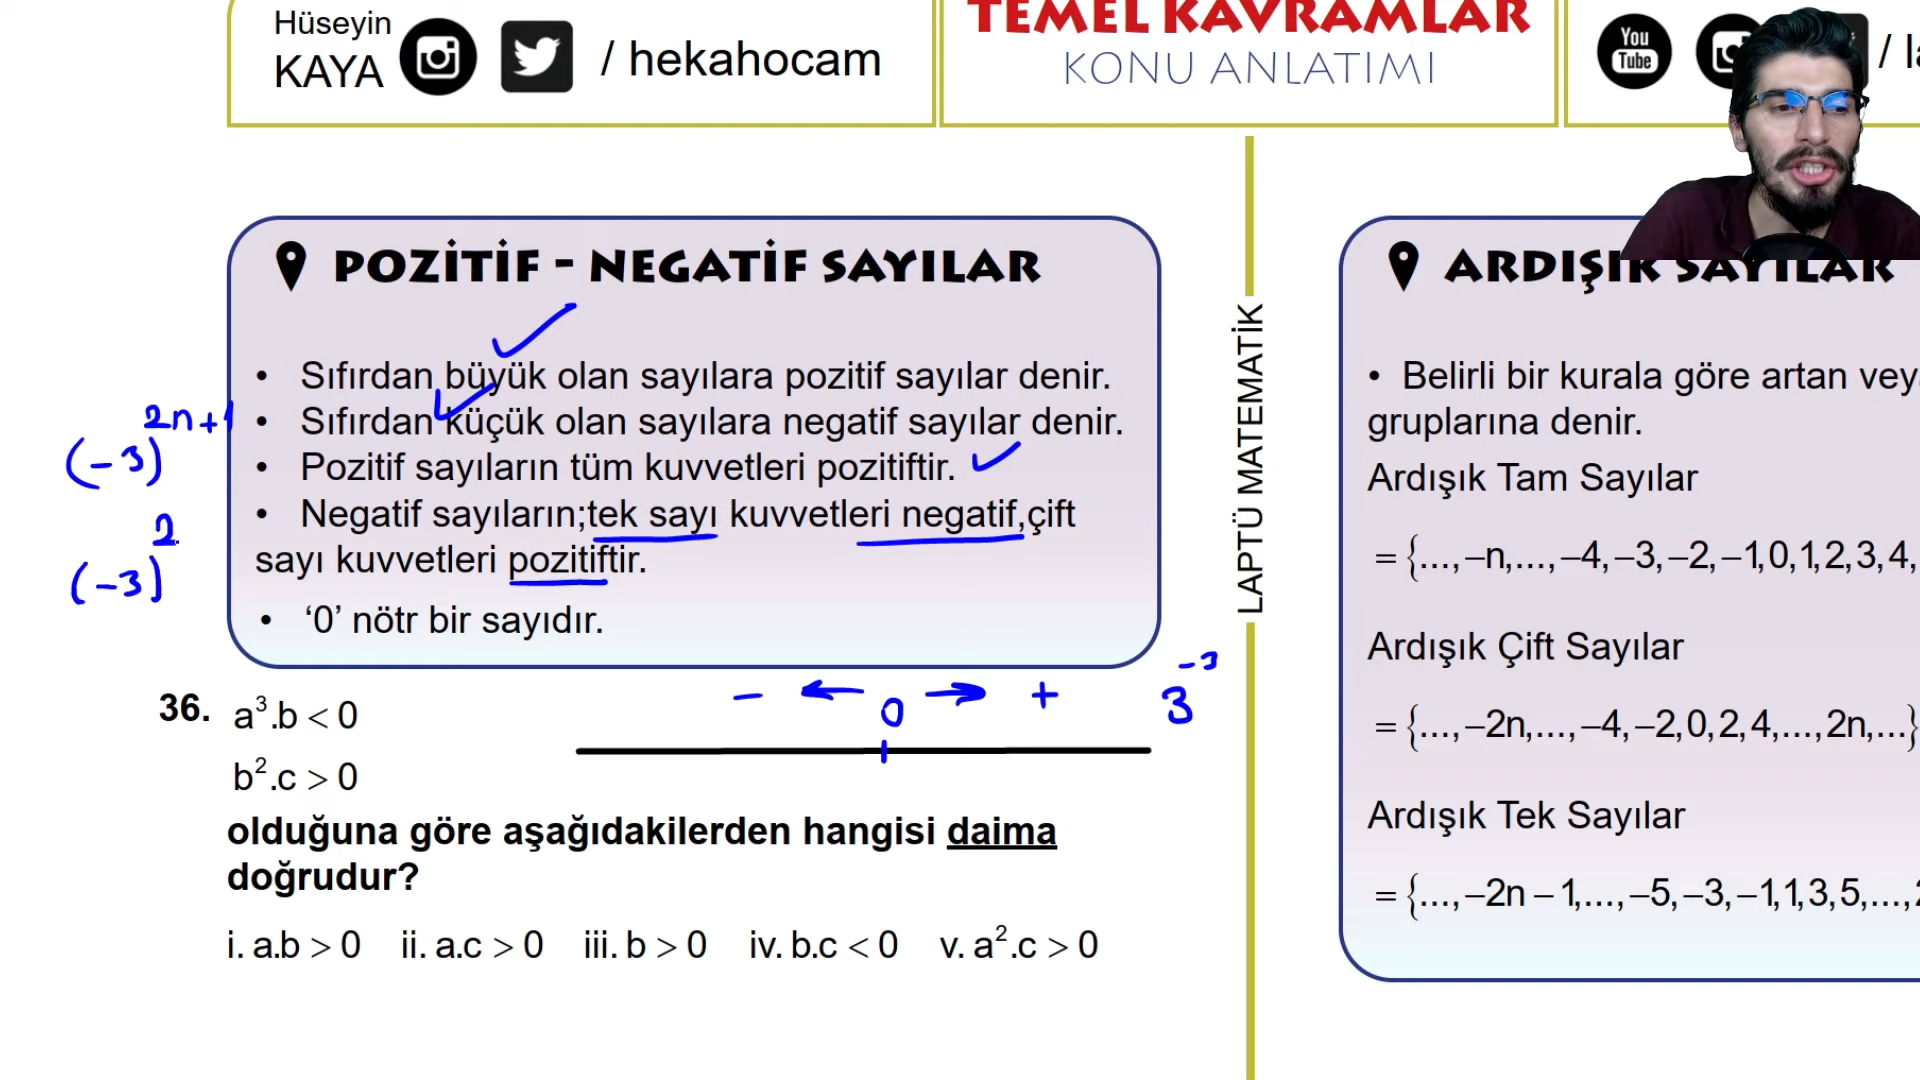 Hüseyin
KAYA
/ hekahocam
TEMEL KAVRAMLAR
KONU ANLATIMI
You
Tube
POZİTİF - NEGATİF SAYILAR
• Sıfırdan büyük olan sayılara pozitif sayılar denir.
• Sıfırdan küçük olan sayılara negatif sayılar denir.
• Pozitif sayıların tüm kuvvetleri pozitiftir.
• Negatif sayıların;tek sayı kuvvetleri negatif,çift
sayı kuvvetleri pozitiftir.
• ‘0’ nötr bir sayıdır.
(-3)^2n+1
(-3)^2
- ← 0 → +
3^-3
36. a³.b < 0
b².c > 0
olduğuna göre aşağıdakilerden hangisi daima
doğrudur?
i. a.b > 0 ii. a.c > 0 iii. b > 0 iv. b.c < 0 v. a².c > 0
LAPTÜ MATEMATİK
ARDIŞIK SAYILAR
• Belirli bir kurala göre artan
gruplarına denir.
Ardışık Tam Sayılar
= {...,–n,...,–4,–3,–2,–1,0,1,2,3,4,
Ardışık Çift Sayılar
= {...,–2n,...,–4,–2,0,2,4,...,2n,...}
Ardışık Tek Sayılar
= {...,–2n – 1,...,–5,–3,–1,1,3,5,...,